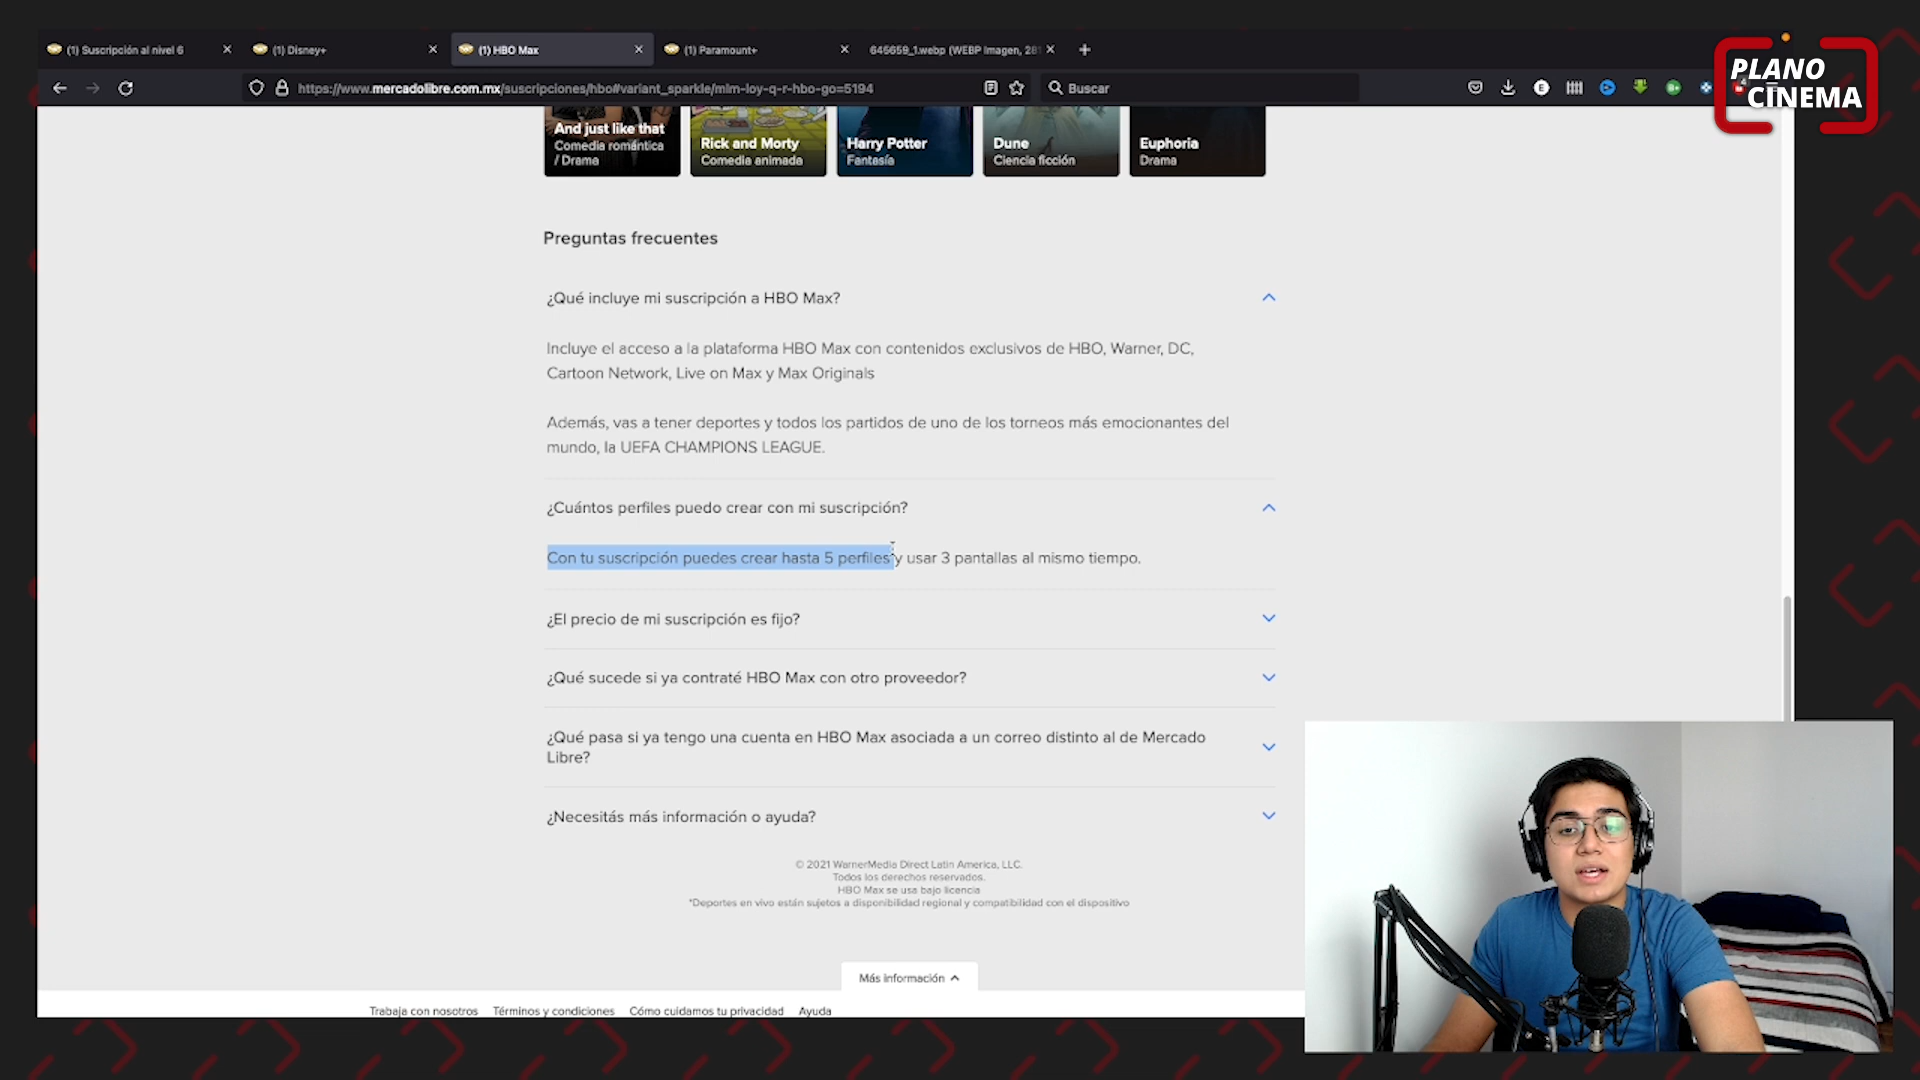 (1) Suscripción al nivel 6
(1) Disney+
(1) HBO Max
(1) Paramount+
645659_1.webp (WEBP Imagen, 28
https://www.mercadolibre.com.mx/suscripciones/hbo#variant_sparkle/mlm-loy-q-r-hbo-go=5194
Buscar
PLANO
CINEMA
And just like that
Comedia romántica
/ Drama
Rick and Morty
Comedia animada
Harry Potter
Fantasía
Dune
Ciencia ficción
Euphoria
Drama
Preguntas frecuentes
¿Qué incluye mi suscripción a HBO Max?
Incluye el acceso a la plataforma HBO Max con contenidos exclusivos de HBO, Warner, DC,
Cartoon Network, Live on Max y Max Originals
Además, vas a tener deportes y todos los partidos de uno de los torneos más emocionantes del
mundo, la UEFA CHAMPIONS LEAGUE.
¿Cuántos perfiles puedo crear con mi suscripción?
Con tu suscripción puedes crear hasta 5 perfiles y usar 3 pantallas al mismo tiempo.
¿El precio de mi suscripción es fijo?
¿Qué sucede si ya contraté HBO Max con otro proveedor?
¿Qué pasa si ya tengo una cuenta en HBO Max asociada a un correo distinto al de Mercado
Libre?
¿Necesitás más información o ayuda?
© 2021 WarnerMedia Direct Latin America, LLC.
Todos los derechos reservados.
HBO Max se usa bajo licencia
*Deportes en vivo están sujetos a disponibilidad regional y compatibilidad con el dispositivo
Más información
Trabaja con nosotros
Términos y condiciones
Cómo cuidamos tu privacidad
Ayuda